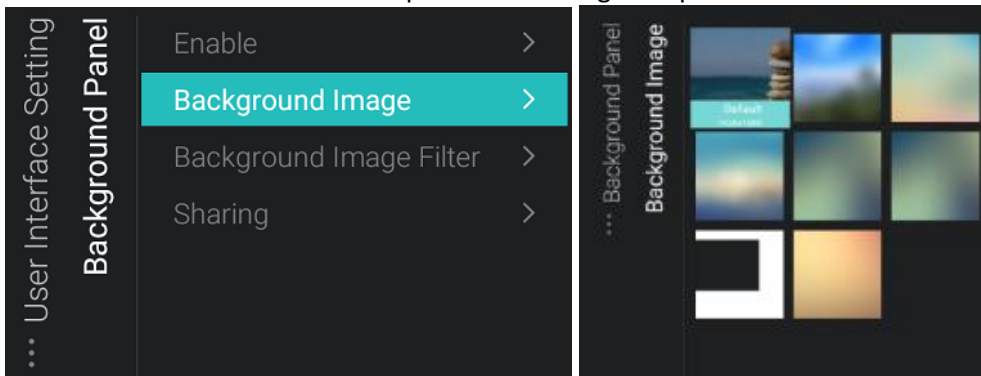 ... User Interface Setting
Background Panel
Enable
Background Image
Background Image Filter
Sharing
... Background Panel
Background Image
Default